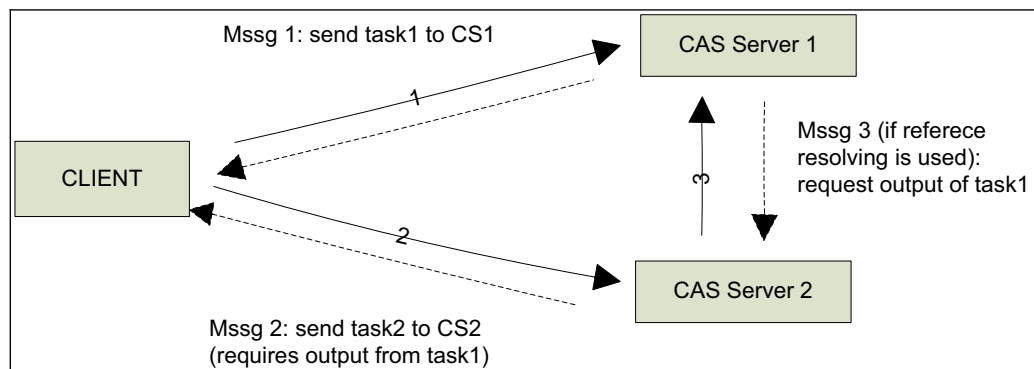 Mssg 1: send task1 to CS1
CAS Server 1
1
Mssg 3 (if referece
resolving is used):
request output of task1
CLIENT
3
2
CAS Server 2
Mssg 2: send task2 to CS2
(requires output from task1)